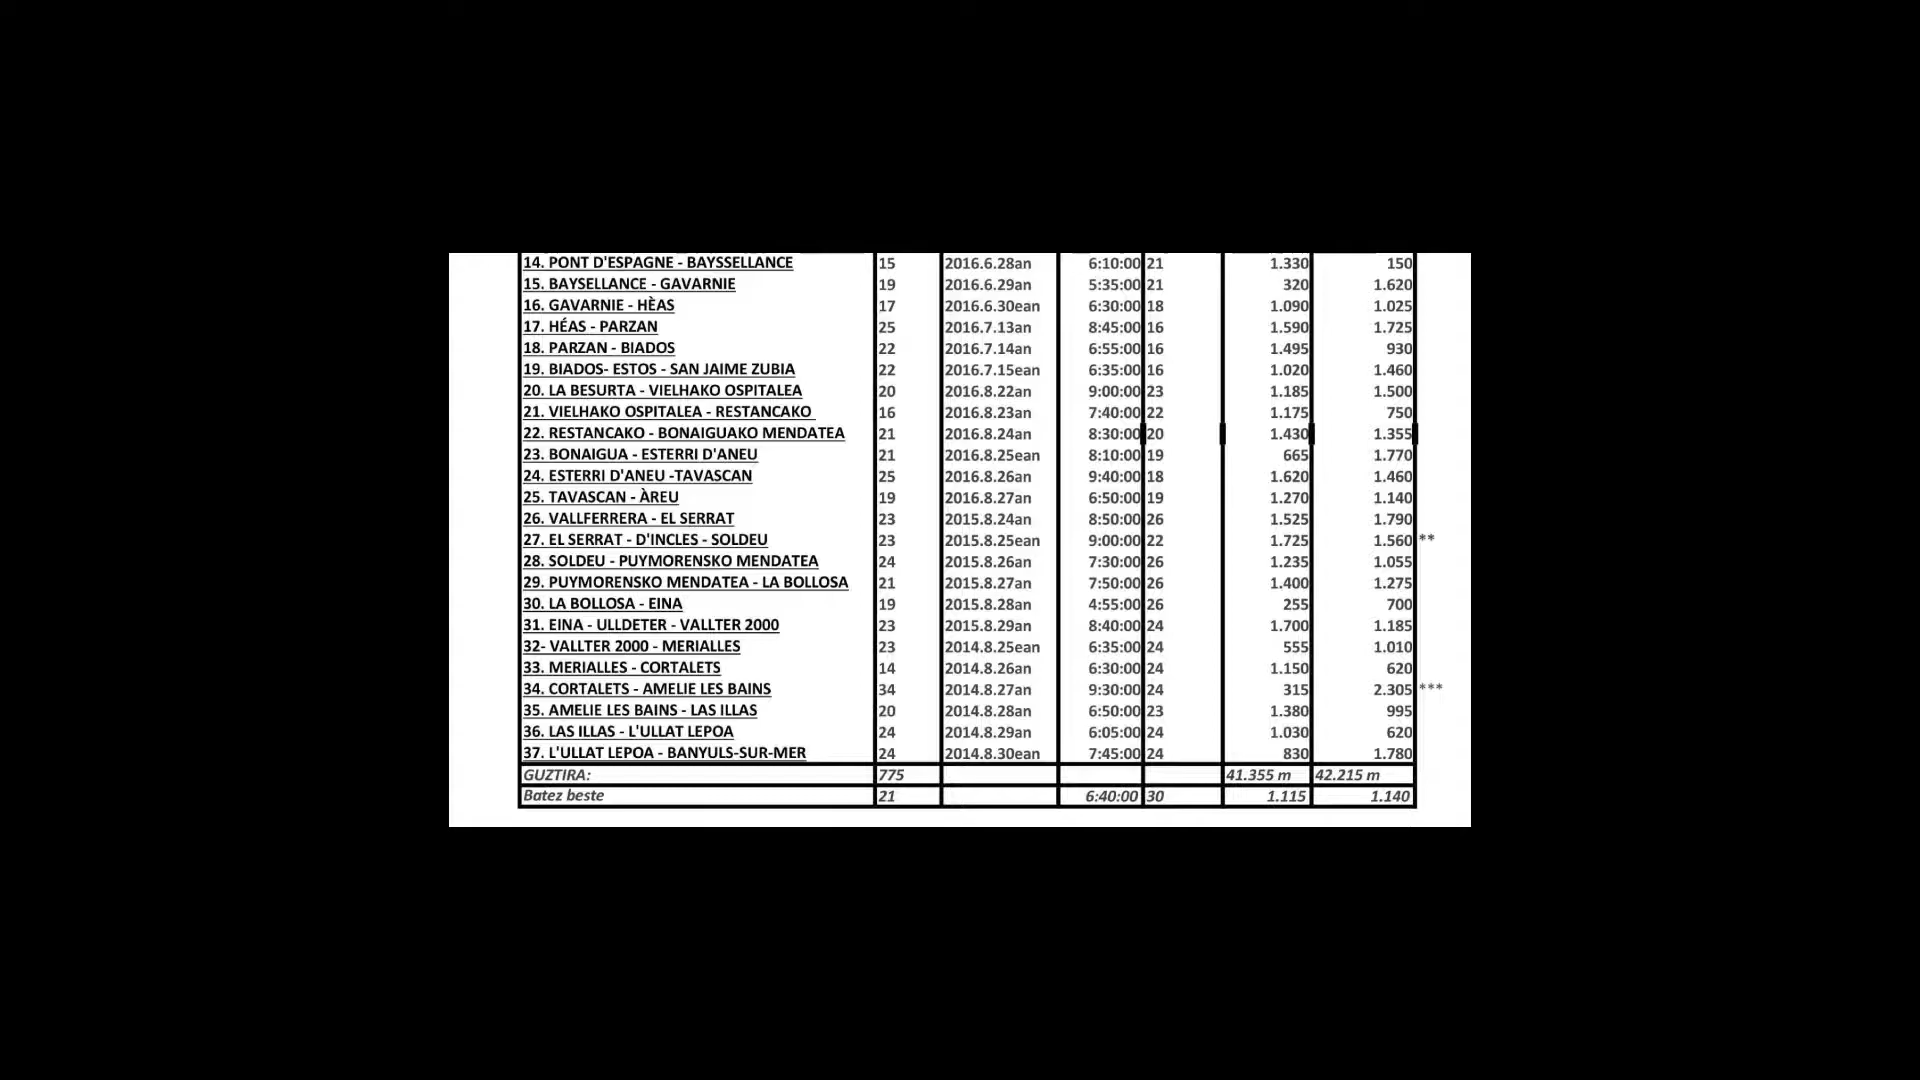 14. PONT D'ESPAGNE - BAYSSELLANCE 15 2016.6.28an 6:10:00 21 1.330 150
15. BAYSELLANCE - GAVARNIE 19 2016.6.29an 5:35:00 21 320 1.620
16. GAVARNIE - HÈAS 17 2016.6.30ean 6:30:00 18 1.090 1.025
17. HÉAS - PARZAN 25 2016.7.13an 8:45:00 16 1.590 1.725
18. PARZAN - BIADOS 22 2016.7.14an 6:55:00 16 1.495 930
19. BIADOS- ESTOS - SAN JAIME ZUBIA 22 2016.7.15ean 6:35:00 16 1.020 1.460
20. LA BESURTA - VIELHAKO OSPITALEA 20 2016.8.22an 9:00:00 23 1.185 1.500
21. VIELHAKO OSPITALEA - RESTANCAKO 16 2016.8.23an 7:40:00 22 1.175 750
22. RESTANCAKO - BONAIGUAKO MENDATEA 21 2016.8.24an 8:30:00 20 1.430 1.355
23. BONAIGUA - ESTERRI D'ANEU 21 2016.8.25ean 8:10:00 19 665 1.770
24. ESTERRI D'ANEU -TAVASCAN 25 2016.8.26an 9:40:00 18 1.620 1.460
25. TAVASCAN - ÀREU 19 2016.8.27an 6:50:00 19 1.270 1.140
26. VALLFERRERA - EL SERRAT 23 2015.8.24an 8:50:00 26 1.525 1.790
27. EL SERRAT - D'INCLES - SOLDEU 23 2015.8.25ean 9:00:00 22 1.725 1.560 **
28. SOLDEU - PUYMORENSKO MENDATEA 24 2015.8.26an 7:30:00 26 1.235 1.055
29. PUYMORENSKO MENDATEA - LA BOLLOSA 21 2015.8.27an 7:50:00 26 1.400 1.275
30. LA BOLLOSA - EINA 19 2015.8.28an 4:55:00 26 255 700
31. EINA - ULLDETER - VALLTER 2000 23 2015.8.29an 8:40:00 24 1.700 1.185
32- VALLTER 2000 - MERIALLES 23 2014.8.25ean 6:35:00 24 555 1.010
33. MERIALLES - CORTALETS 14 2014.8.26an 6:30:00 24 1.150 620
34. CORTALETS - AMELIE LES BAINS 34 2014.8.27an 9:30:00 24 315 2.305 ***
35. AMELIE LES BAINS - LAS ILLAS 20 2014.8.28an 6:50:00 23 1.380 995
36. LAS ILLAS - L'ULLAT LEPOA 24 2014.8.29an 6:05:00 24 1.030 620
37. L'ULLAT LEPOA - BANYULS-SUR-MER 24 2014.8.30ean 7:45:00 24 830 1.780
GUZTIRA: 775 41.355 m 42.215 m
Batez beste 21 6:40:00 30 1.115 1.140